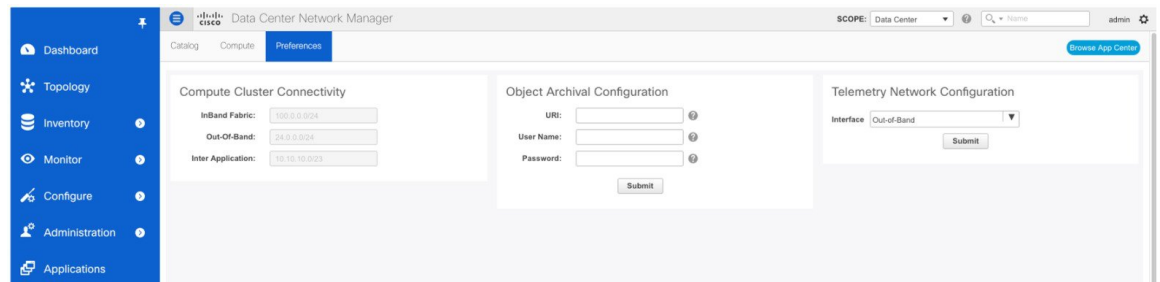 cisco Data Center Network Manager
SCOPE: Data Center
Name
admin
Dashboard
Topology
Inventory
Monitor
Configure
Administration
Applications
Catalog Compute Preferences
Browse App Center
Compute Cluster Connectivity
InBand Fabric: 100.0.0.0/24
Out-Of-Band: 24.0.0.0/24
Inter Application: 10.10.10.0/23
Object Archival Configuration
URI:
User Name:
Password:
Submit
Telemetry Network Configuration
Interface Out-of-Band
Submit